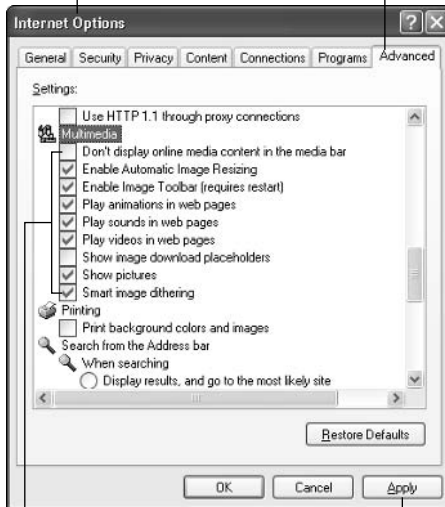 Internet Options
General Security Privacy Content Connections Programs Advanced
Settings:
Use HTTP 1.1 through proxy connections
Multimedia
Don't display online media content in the media bar
Enable Automatic Image Resizing
Enable Image Toolbar (requires restart)
Play animations in web pages
Play sounds in web pages
Play videos in web pages
Show image download placeholders
Show pictures
Smart image dithering
Printing
Print background colors and images
Search from the Address bar
When searching
Display results, and go to the most likely site
Restore Defaults
OK Cancel Apply